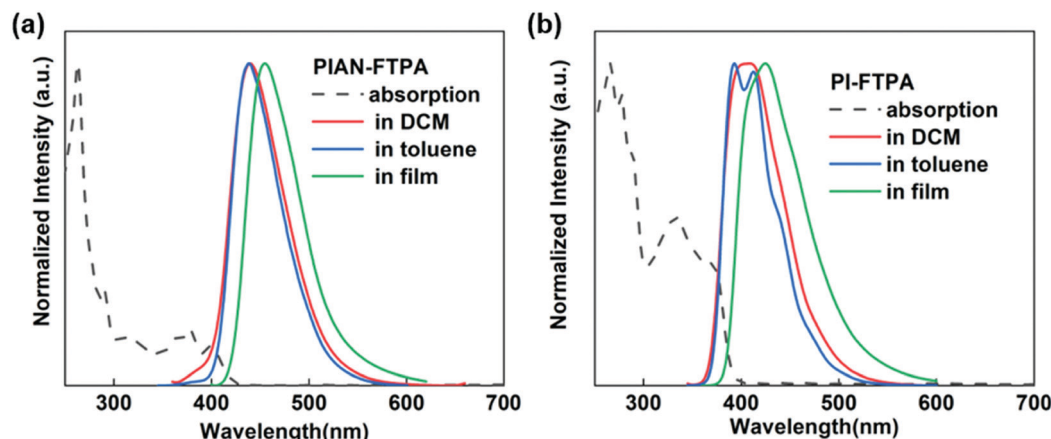 (a)
Normalized Intensity (a.u.)
PIAN-FTPA
absorption
in DCM
in toluene
in film
300 400 500 600 700
Wavelength(nm)
(b)
Normalized Intensity (a.u.)
PI-FTPA
absorption
in DCM
in toluene
in film
300 400 500 600 700
Wavelength(nm)